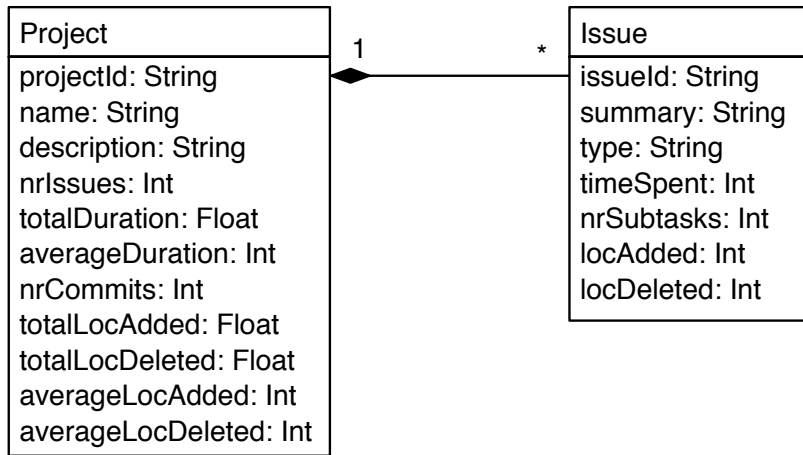 Project
projectId: String
name: String
description: String
nrIssues: Int
totalDuration: Float
averageDuration: Int
nrCommits: Int
totalLocAdded: Float
totalLocDeleted: Float
averageLocAdded: Int
averageLocDeleted: Int
1
*
Issue
issueId: String
summary: String
type: String
timeSpent: Int
nrSubtasks: Int
locAdded: Int
locDeleted: Int